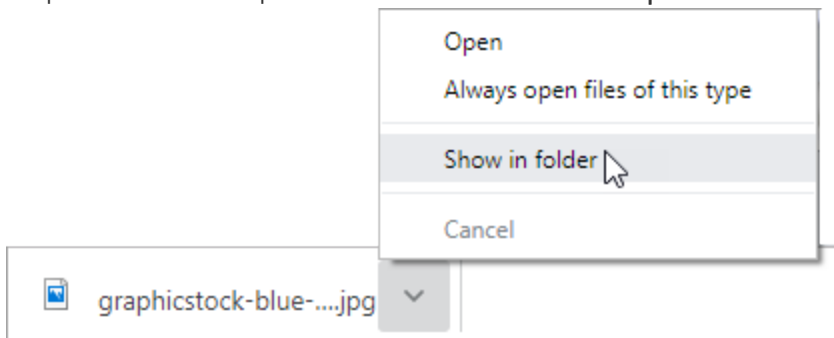 Open
Always open files of this type
Show in folder
Cancel
graphicstock-blue-....jpg